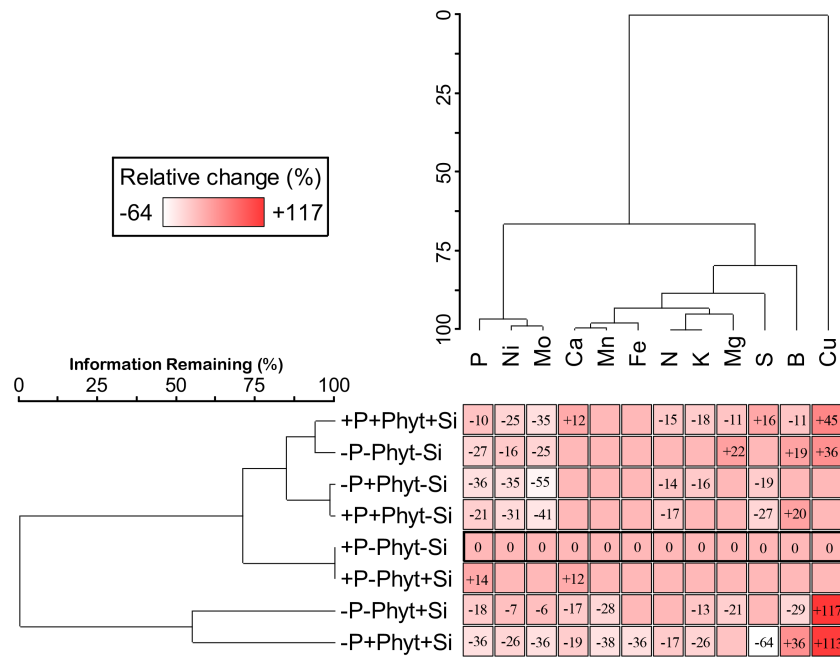 0
25
50
75
100
Relative change (%)
-64 +117
P Ni Mo Ca Mn Fe N K Mg S B Cu
Information Remaining (%)
0 25 50 75 100
+P+Phyt+Si -10 -25 -35 +12 -15 -18 -11 +16 -11 +45
-P-Phyt-Si -27 -16 -25 +22 +19 +36
-P+Phyt-Si -36 -35 -55 -14 -16 -19
+P+Phyt-Si -21 -31 -41 -17 -27 +20
+P-Phyt-Si 0 0 0 0 0 0 0 0 0 0 0 0
+P-Phyt+Si +14 +12
-P-Phyt+Si -18 -7 -6 -17 -28 -13 -21 -29 +117
-P+Phyt+Si -36 -26 -36 -19 -38 -36 -17 -26 -64 +36 +113